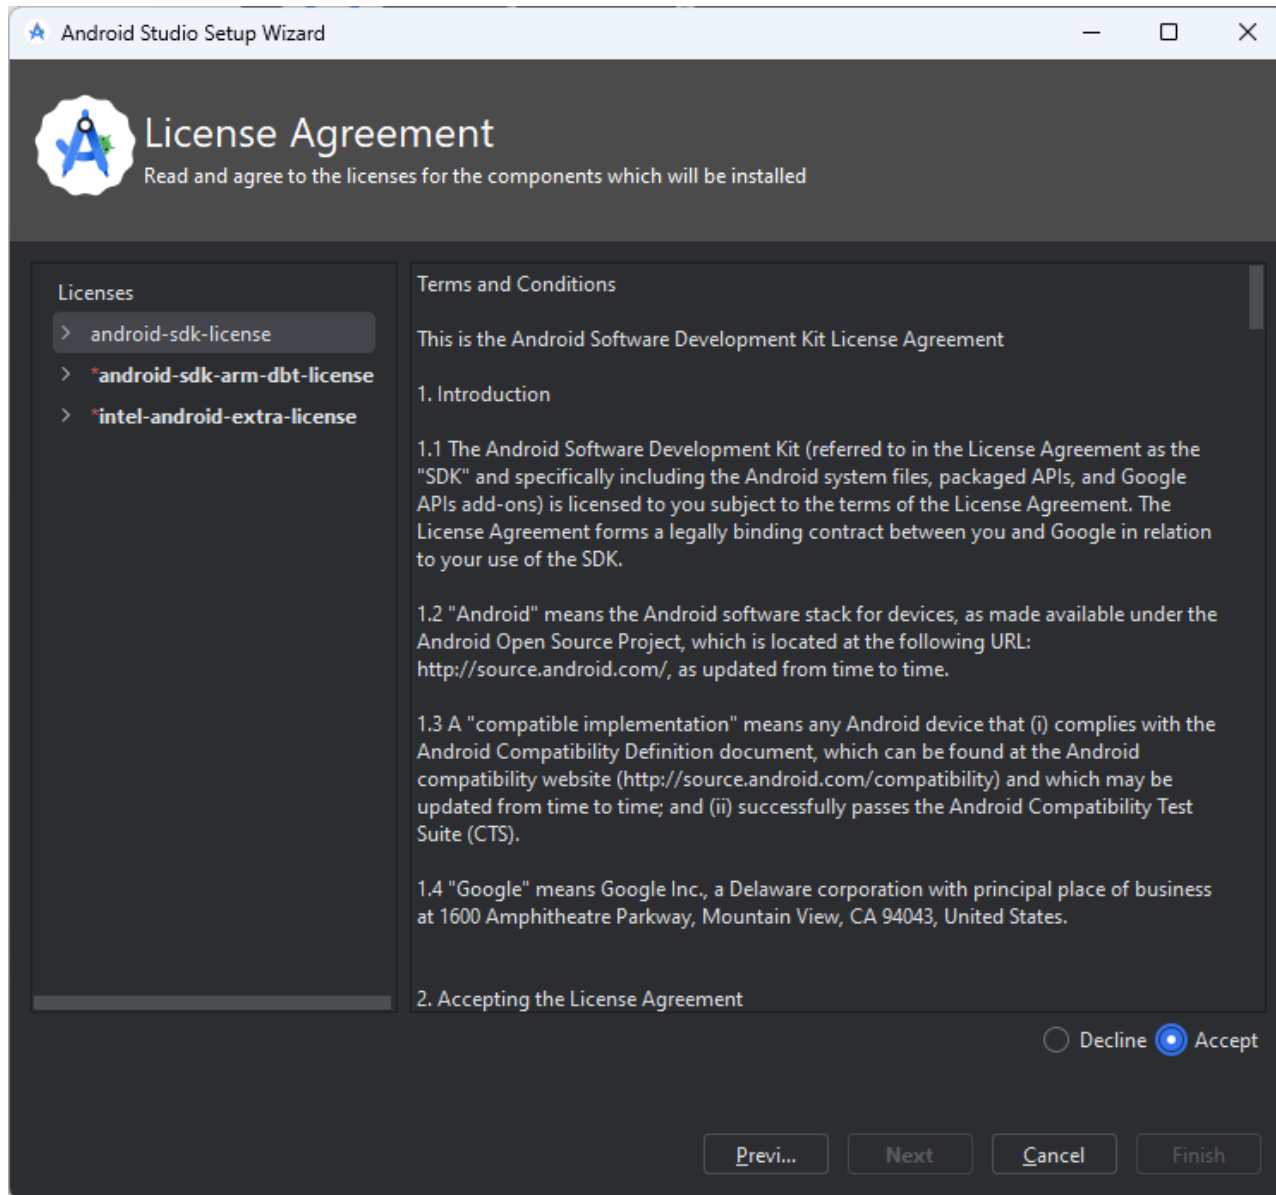 Android Studio Setup Wizard
License Agreement
Read and agree to the licenses for the components which will be installed
Licenses
android-sdk-license
*android-sdk-arm-dbt-license
*intel-android-extra-license
Terms and Conditions
This is the Android Software Development Kit License Agreement
1. Introduction
1.1 The Android Software Development Kit (referred to in the License Agreement as the
"SDK" and specifically including the Android system files, packaged APIs, and Google
APIs add-ons) is licensed to you subject to the terms of the License Agreement. The
License Agreement forms a legally binding contract between you and Google in relation
to your use of the SDK.
1.2 "Android" means the Android software stack for devices, as made available under the
Android Open Source Project, which is located at the following URL:
http://source.android.com/, as updated from time to time.
1.3 A "compatible implementation" means any Android device that (i) complies with the
Android Compatibility Definition document, which can be found at the Android
compatibility website (http://source.android.com/compatibility) and which may be
updated from time to time; and (ii) successfully passes the Android Compatibility Test
Suite (CTS).
1.4 "Google" means Google Inc., a Delaware corporation with principal place of business
at 1600 Amphitheatre Parkway, Mountain View, CA 94043, United States.
2. Accepting the License Agreement
Decline Accept
Previ... Next Cancel Finish